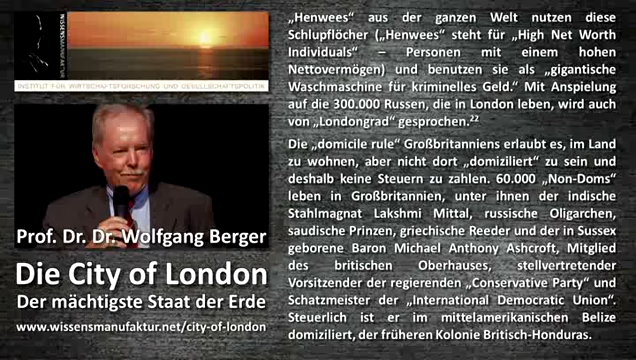 WISSENSMANUFAKTUR
INSTITUT FÜR WIRTSCHAFTSFORSCHUNG UND GESELLSCHAFTSPOLITIK
Prof. Dr. Dr. Wolfgang Berger
Die City of London
Der mächtigste Staat der Erde
www.wissensmanufaktur.net/city-of-london
„Henwees“ aus der ganzen Welt nutzen diese
Schlupflöcher („Henwees“ steht für „High Net Worth
Individuals“ – Personen mit einem hohen
Nettovermögen) und benutzen sie als „gigantische
Waschmaschine für kriminelles Geld.“ Mit Anspielung
auf die 300.000 Russen, die in London leben, wird auch
von „Londongrad“ gesprochen.²²
Die „domicile rule“ Großbritanniens erlaubt es, im Land
zu wohnen, aber nicht dort „domiziliert“ zu sein und
deshalb keine Steuern zu zahlen. 60.000 „Non-Doms“
leben in Großbritannien, unter ihnen der indische
Stahlmagnat Lakshmi Mittal, russische Oligarchen,
saudische Prinzen, griechische Reeder und der in Sussex
geborene Baron Michael Anthony Ashcroft, Mitglied
des britischen Oberhauses, stellvertretender
Vorsitzender der regierenden „Conservative Party“ und
Schatzmeister der „International Democratic Union“.
Steuerlich ist er im mittelamerikanischen Belize
domiziliert, der früheren Kolonie Britisch-Honduras.